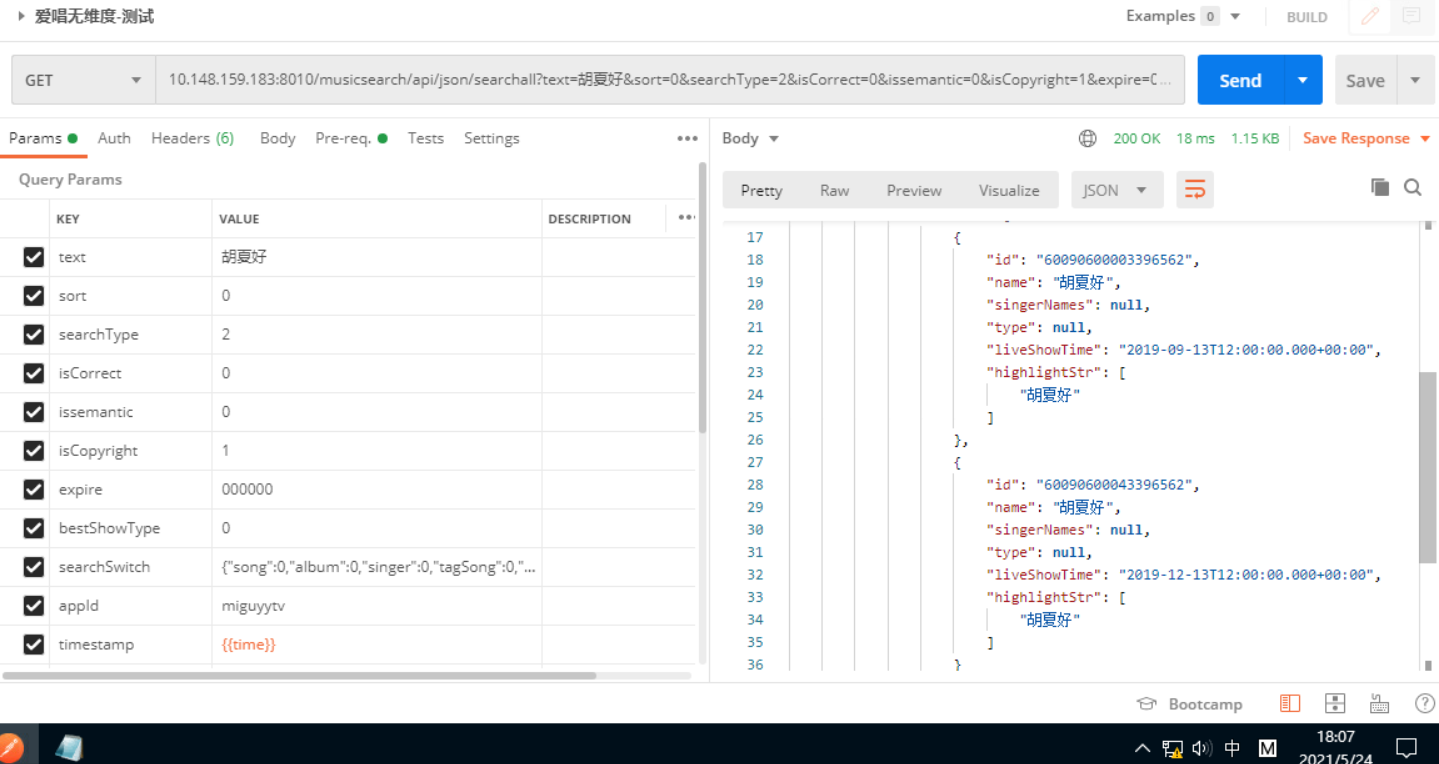 爱唱无维度-测试
Examples 0 BUILD
GET 10.148.159.183:8010/musicsearch/api/json/searchall?text=胡夏好&sort=0&searchType=2&isCorrect=0&issemantic=0&isCopyright=1&expire=0... Send Save
Params Auth Headers (6) Body Pre-req. Tests Settings ••• Body 200 OK 18 ms 1.15 KB Save Response
Query Params
Pretty Raw Preview Visualize JSON
KEY VALUE DESCRIPTION •••
text 胡夏好
sort 0
searchType 2
isCorrect 0
issemantic 0
isCopyright 1
expire 000000
bestShowType 0
searchSwitch {"song":0,"album":0,"singer":0,"tagSong":0,"...
appId miguyytv
timestamp {{time}}
17 {
18 "id": "60090600003396562",
19 "name": "胡夏好",
20 "singerNames": null,
21 "type": null,
22 "liveShowTime": "2019-09-13T12:00:00.000+00:00",
23 "highlightStr": [
24 "胡夏好"
25 ]
26 },
27 {
28 "id": "60090600043396562",
29 "name": "胡夏好",
30 "singerNames": null,
31 "type": null,
32 "liveShowTime": "2019-12-13T12:00:00.000+00:00",
33 "highlightStr": [
34 "胡夏好"
35 ]
36 }
Bootcamp
中 M 18:07
2021/5/24